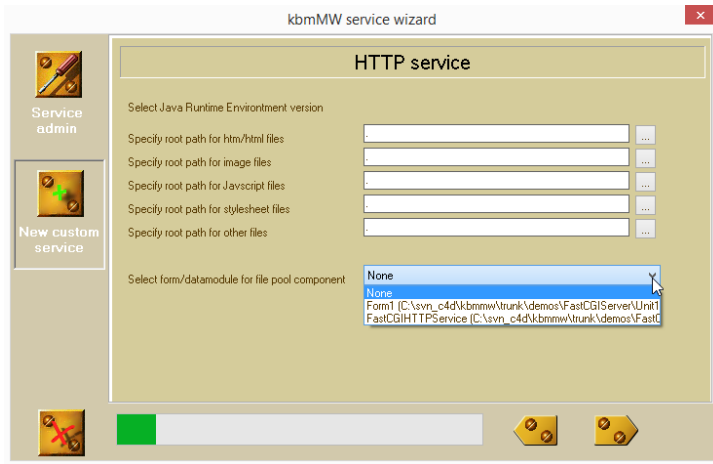 kbmMW service wizard
HTTP service
Service
admin
New custom
service
Select Java Runtime Environtment version
Specify root path for htm/html files
.
...
Specify root path for image files
.
...
Specify root path for Javscript files
.
...
Specify root path for stylesheet files
.
...
Specify root path for other files
.
...
Select form/datamodule for file pool component
None
None
Form1 (C:\svn_c4d\kbmmw\trunk\demos\FastCGIServer\Unit1
FastCGIHTTPService (C:\svn_c4d\kbmmw\trunk\demos\FastC